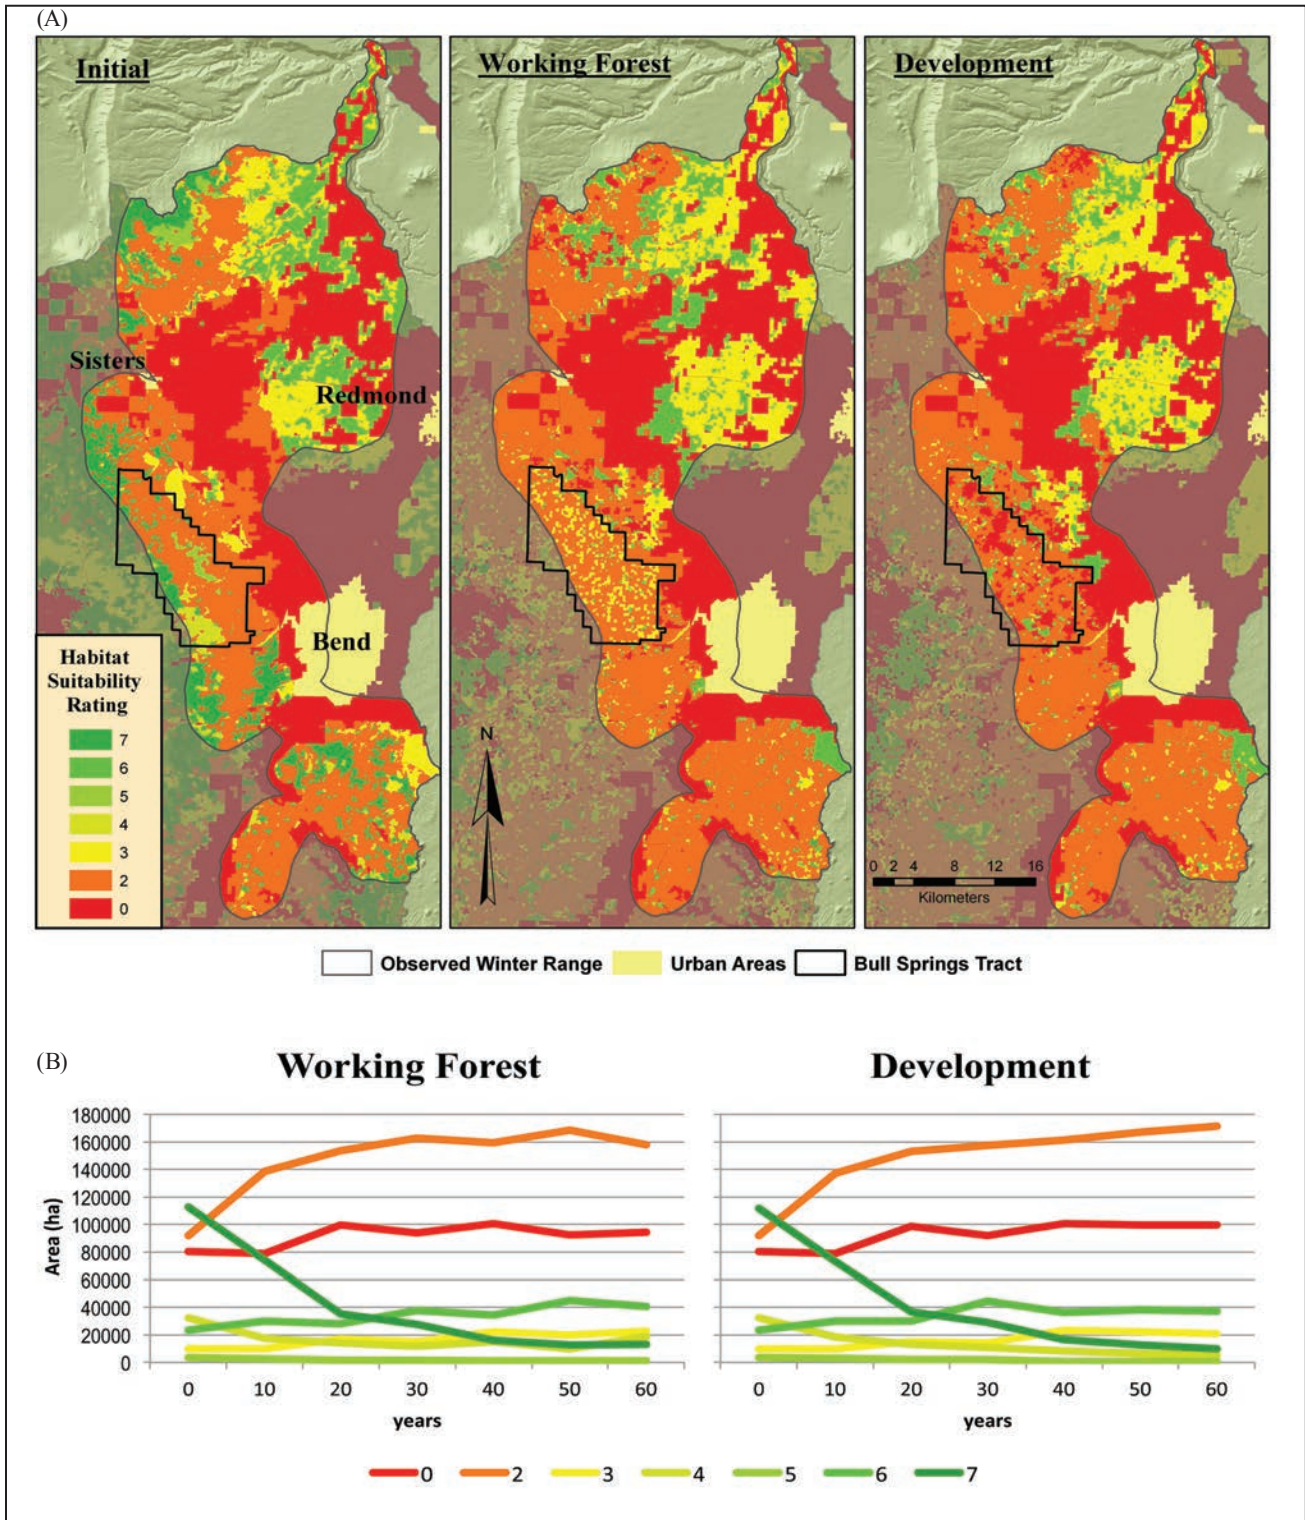 (A)
Initial
Working Forest
Development
Sisters
Redmond
Bend
Habitat
Suitability
Rating
7
6
5
4
3
2
0
N
0 2 4 8 12 16
Kilometers
Observed Winter Range Urban Areas Bull Springs Tract
(B)
Working Forest
Development
Area (ha)
180000
160000
140000
120000
100000
80000
60000
40000
20000
0
0 10 20 30 40 50 60
years
0 10 20 30 40 50 60
years
0 2 3 4 5 6 7